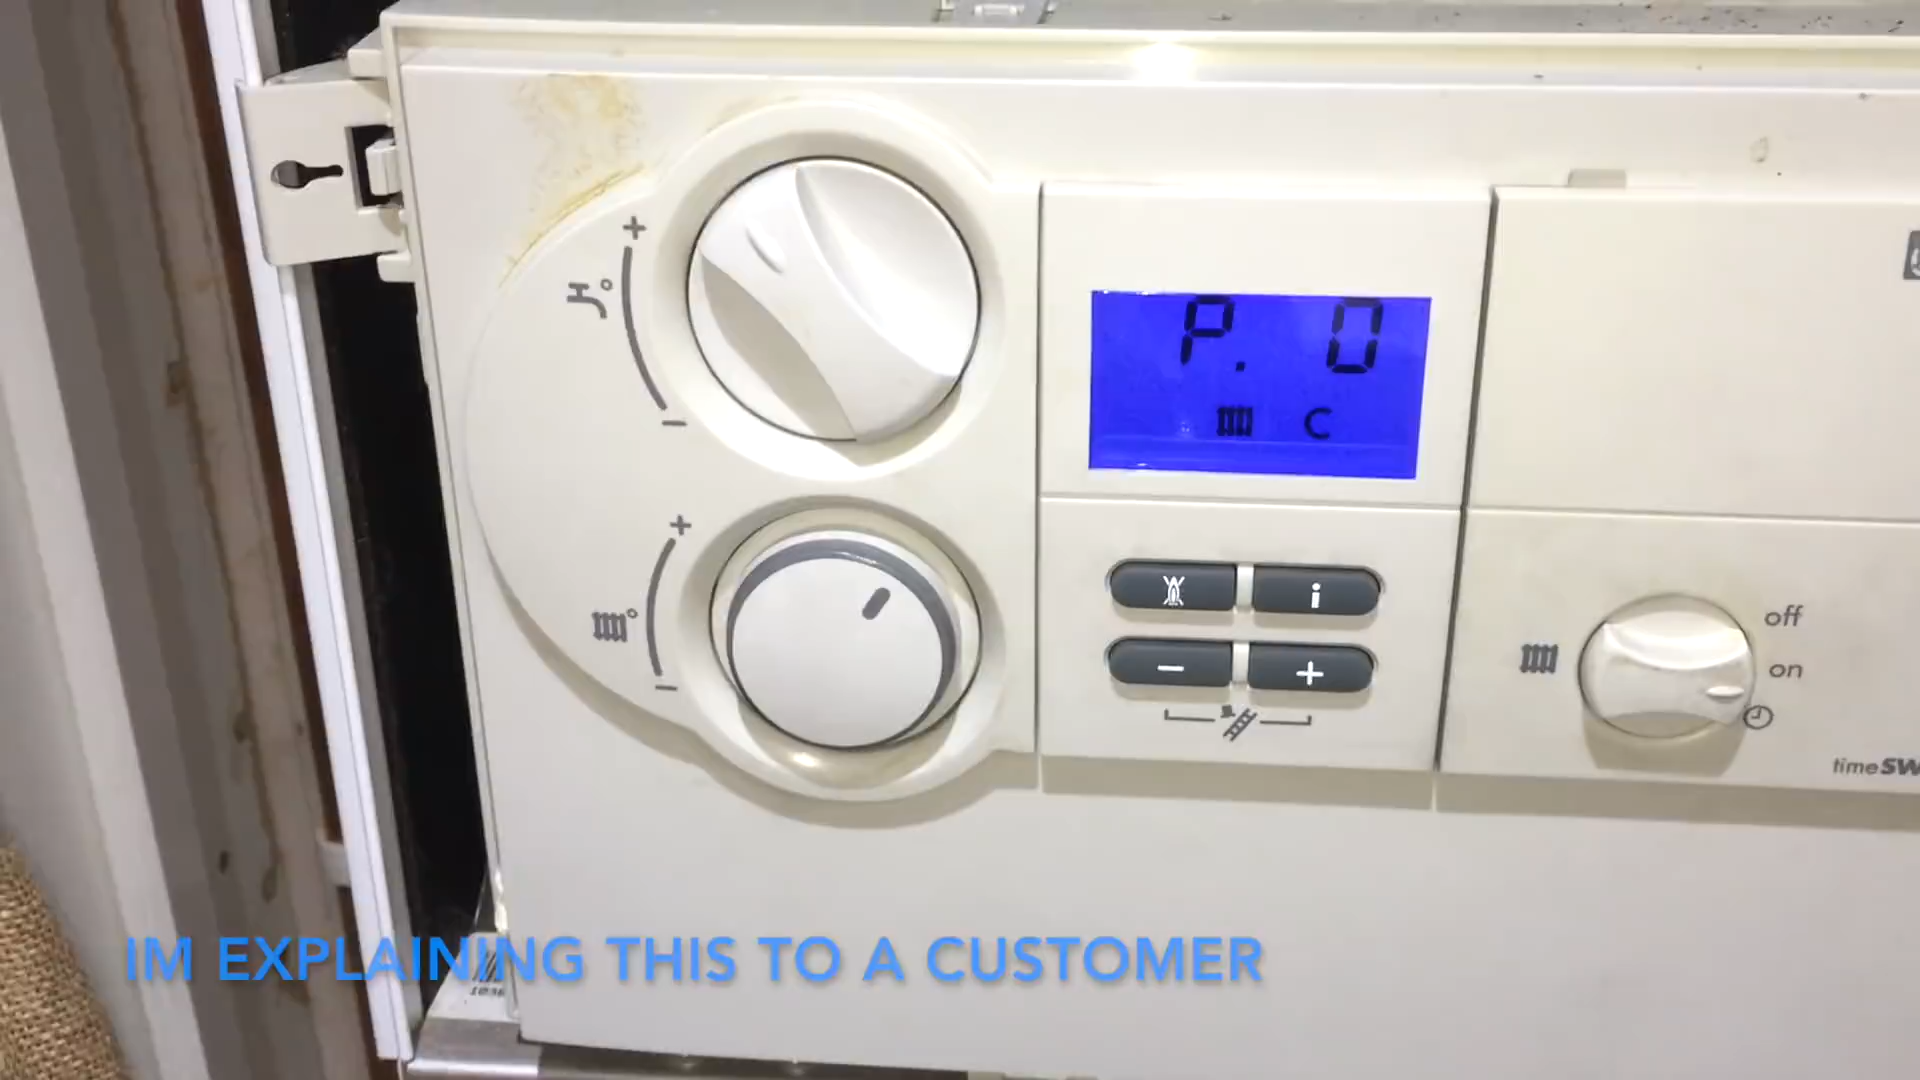 P. 0
C
+
-
+
-
i
- +
off
on
timeSW
IM EXPLAINING THIS TO A CUSTOMER